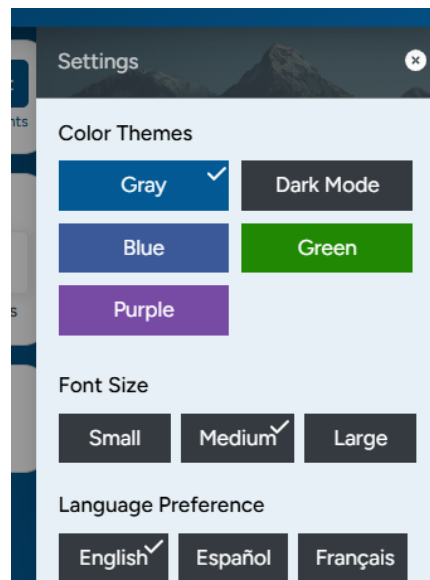 Settings
nts
s
Color Themes
Gray Dark Mode
Blue Green
Purple
Font Size
Small Medium Large
Language Preference
English Español Français